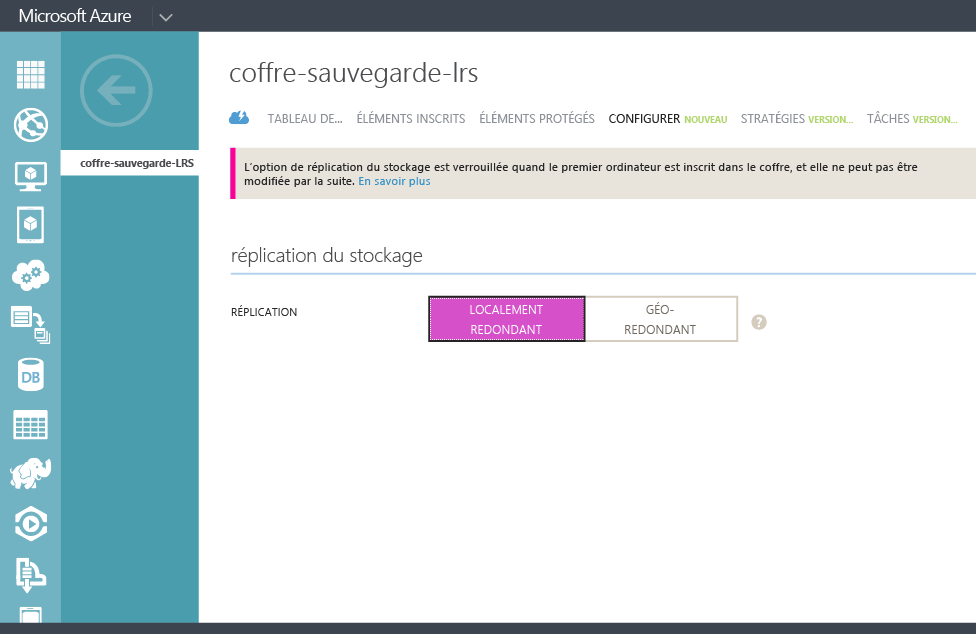 Microsoft Azure
coffre-sauvegarde-LRS
coffre-sauvegarde-lrs
TABLEAU DE... ÉLÉMENTS INSCRITS ÉLÉMENTS PROTÉGÉS CONFIGURER NOUVEAU STRATÉGIES VERSION... TÂCHES VERSION...
L'option de réplication du stockage est verrouillée quand le premier ordinateur est inscrit dans le coffre, et elle ne peut pas être
modifiée par la suite. En savoir plus
réplication du stockage
RÉPLICATION
LOCALEMENT
REDONDANT
GÉO-
REDONDANT
?
DB